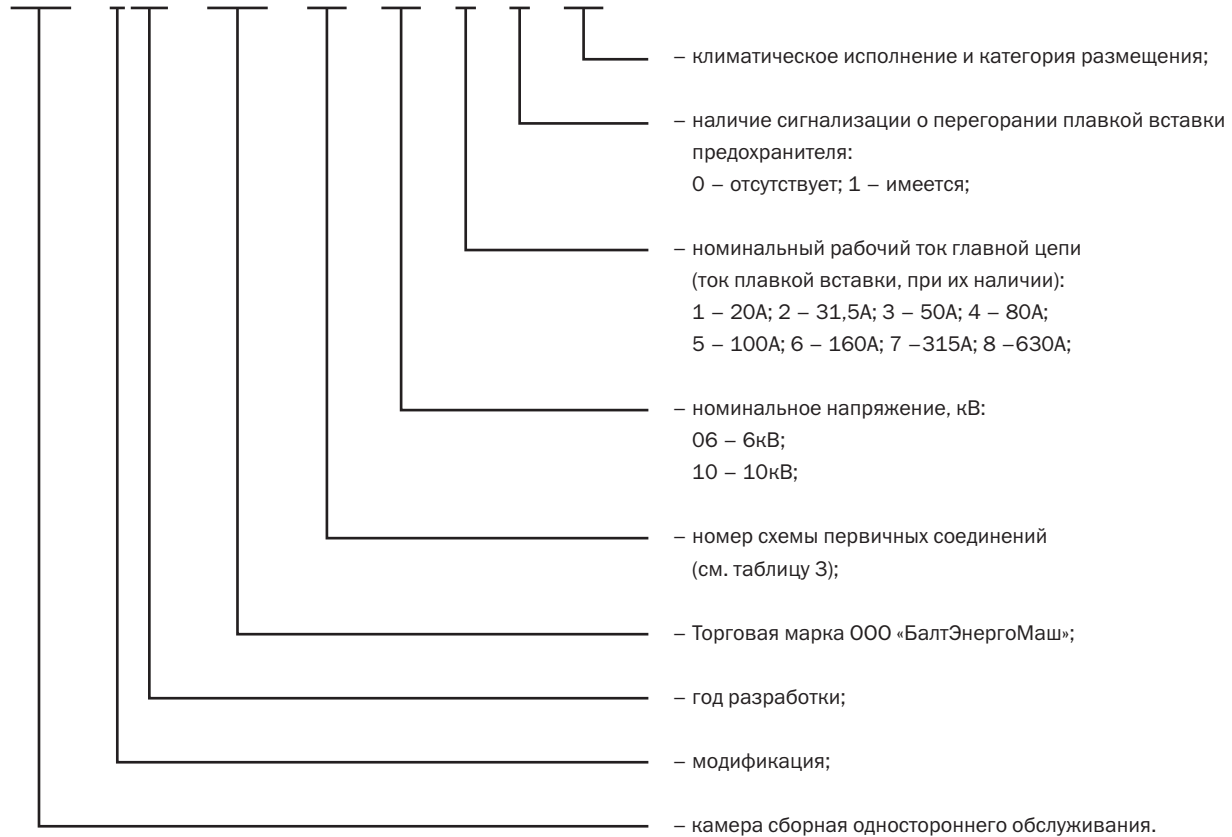 – климатическое исполнение и категория размещения;
– наличие сигнализации о перегорании плавкой вставки
предохранителя:
0 – отсутствует; 1 – имеется;
– номинальный рабочий ток главной цепи
(ток плавкой вставки, при их наличии):
1 – 20А; 2 – 31,5А; 3 – 50А; 4 – 80А;
5 – 100А; 6 – 160А; 7 –315А; 8 –630А;
– номинальное напряжение, кВ:
06 – 6кВ;
10 – 10кВ;
– номер схемы первичных соединений
(см. таблицу 3);
– Торговая марка ООО «БалтЭнергоМаш»;
– год разработки;
– модификация;
– камера сборная одностороннего обслуживания.